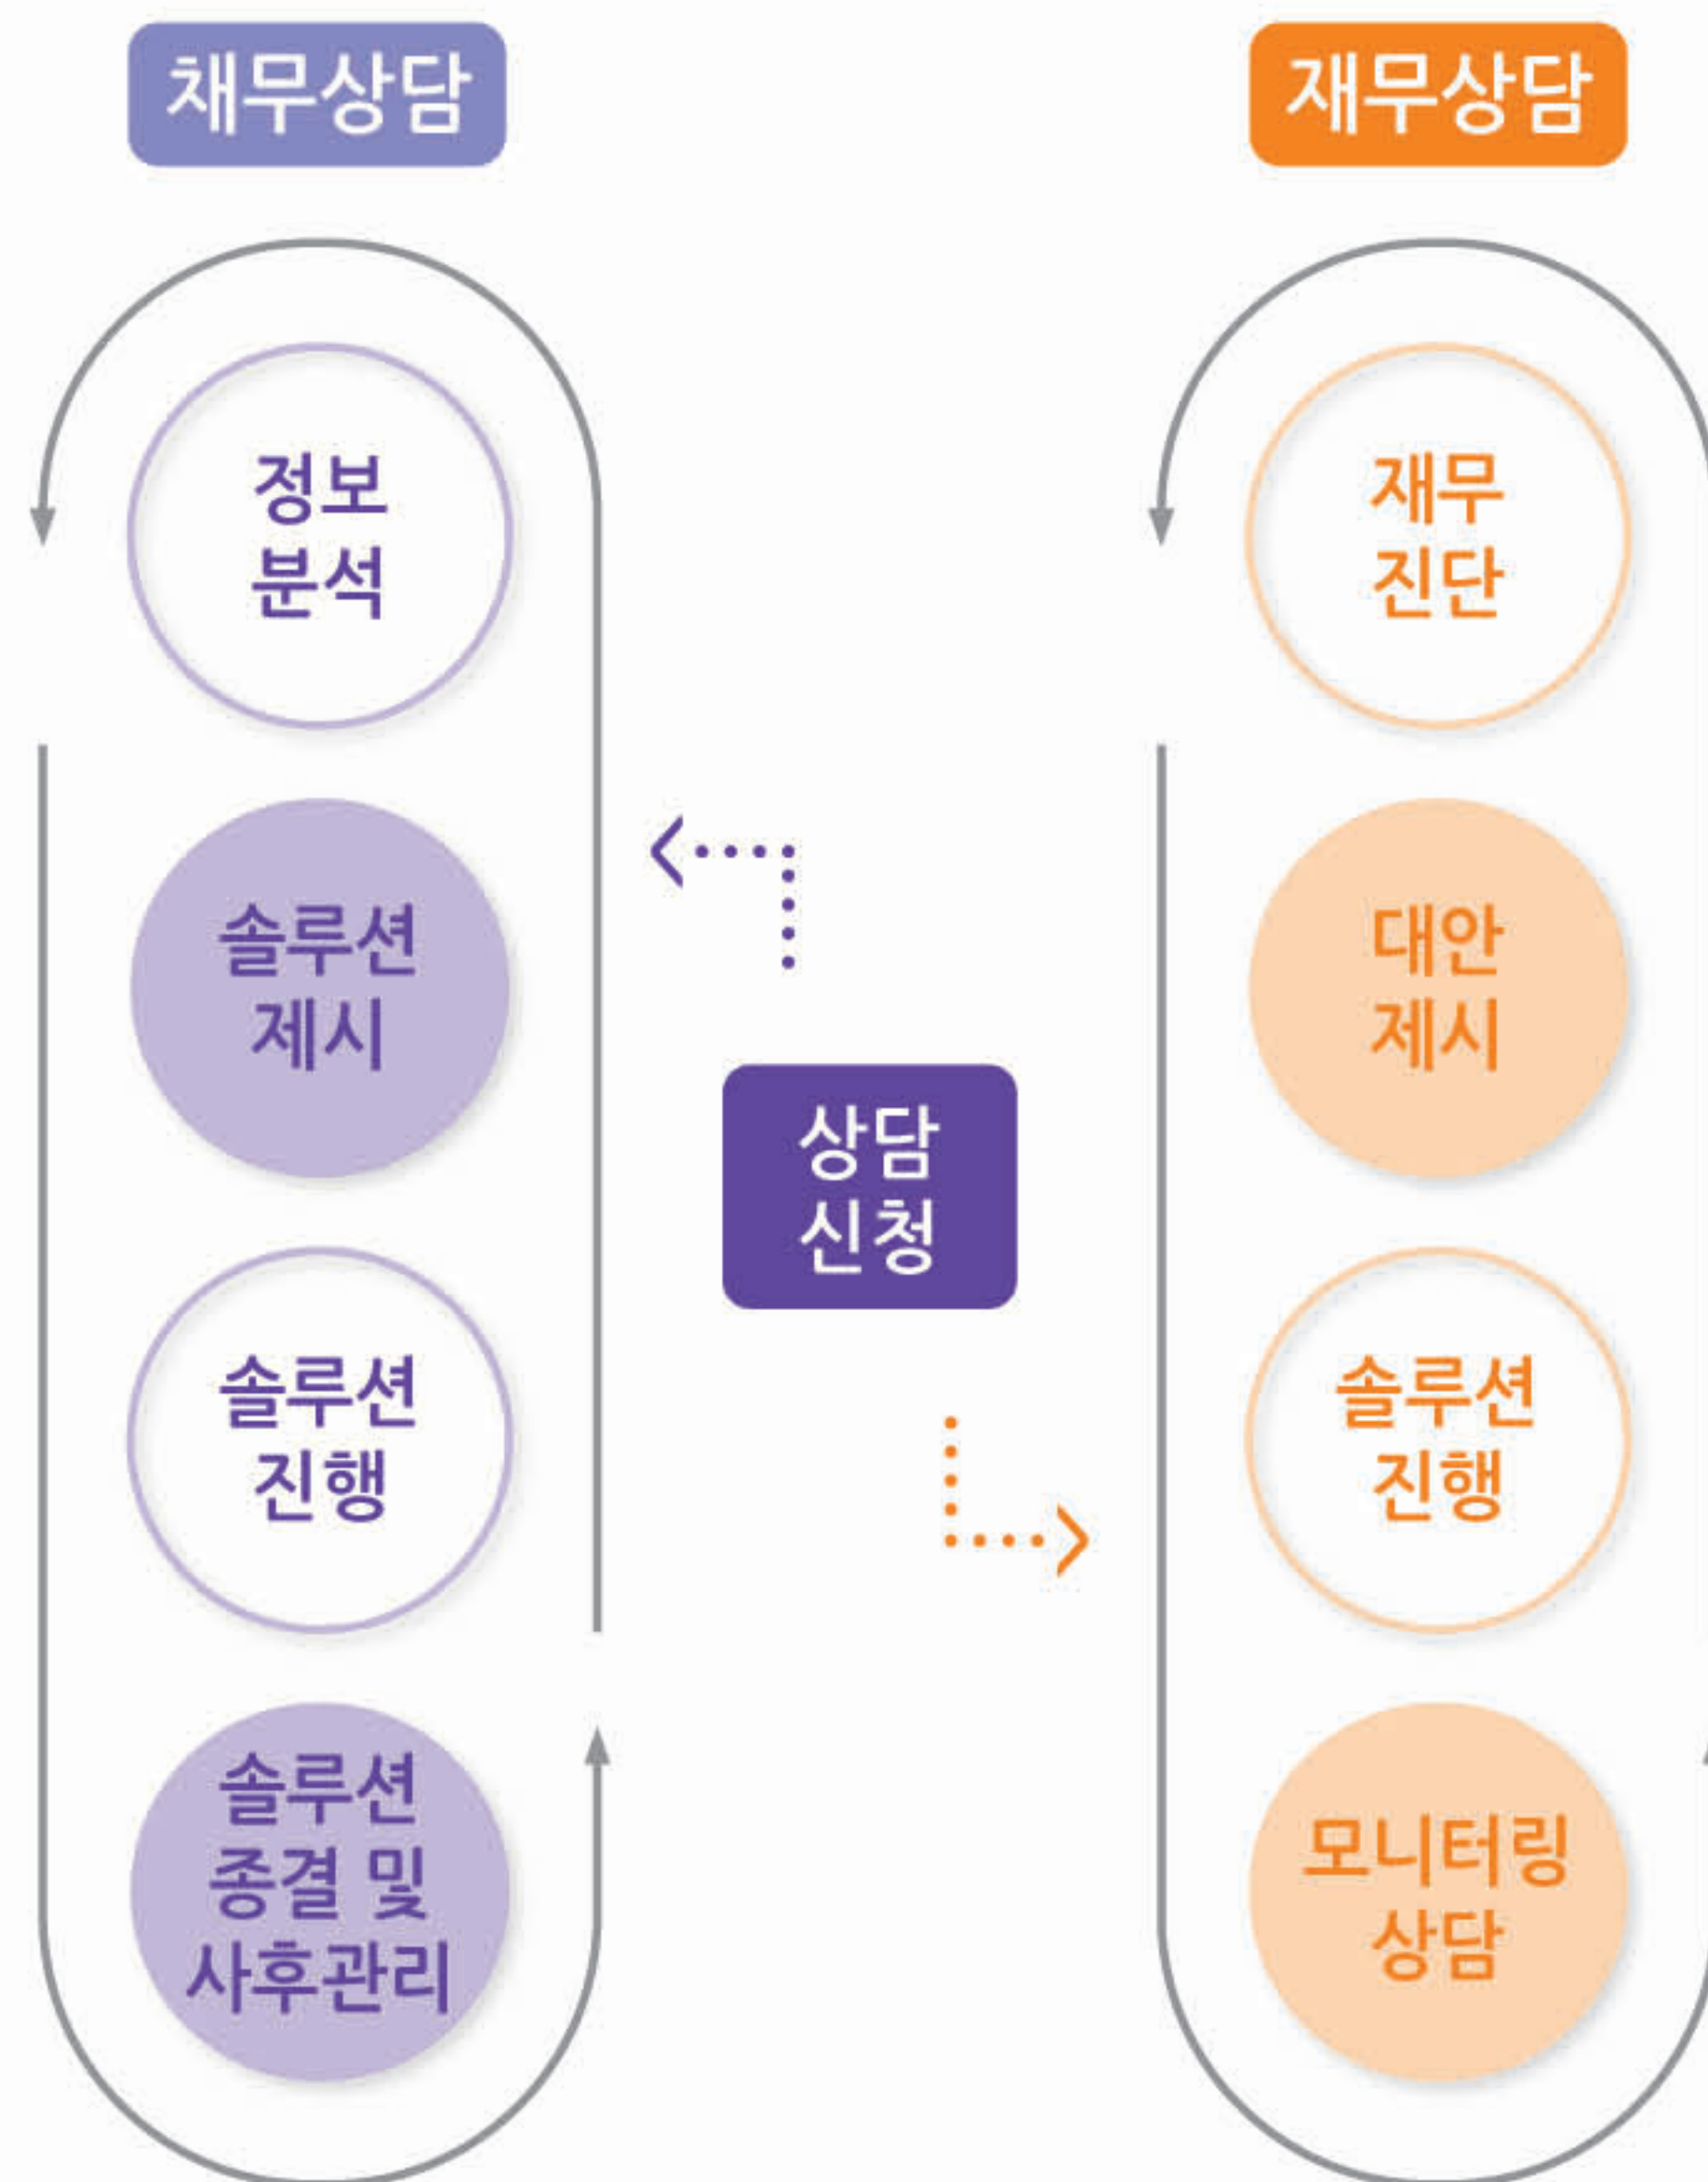 채무상담
정보
분석
솔루션
제시
솔루션
진행
솔루션
종결 및
사후관리
상담
신청
재무상담
재무
진단
대안
제시
솔루션
진행
모니터링
상담